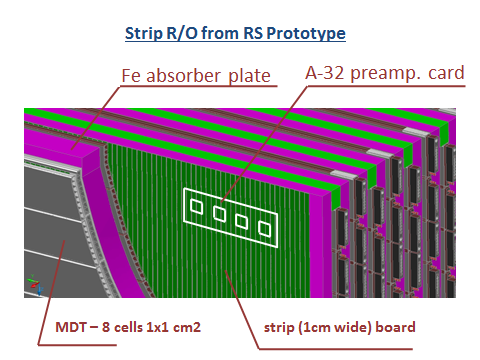 Strip R/O from RS Prototype
Fe absorber plate
A-32 preamp. card
MDT – 8 cells 1x1 cm2
strip (1cm wide) board